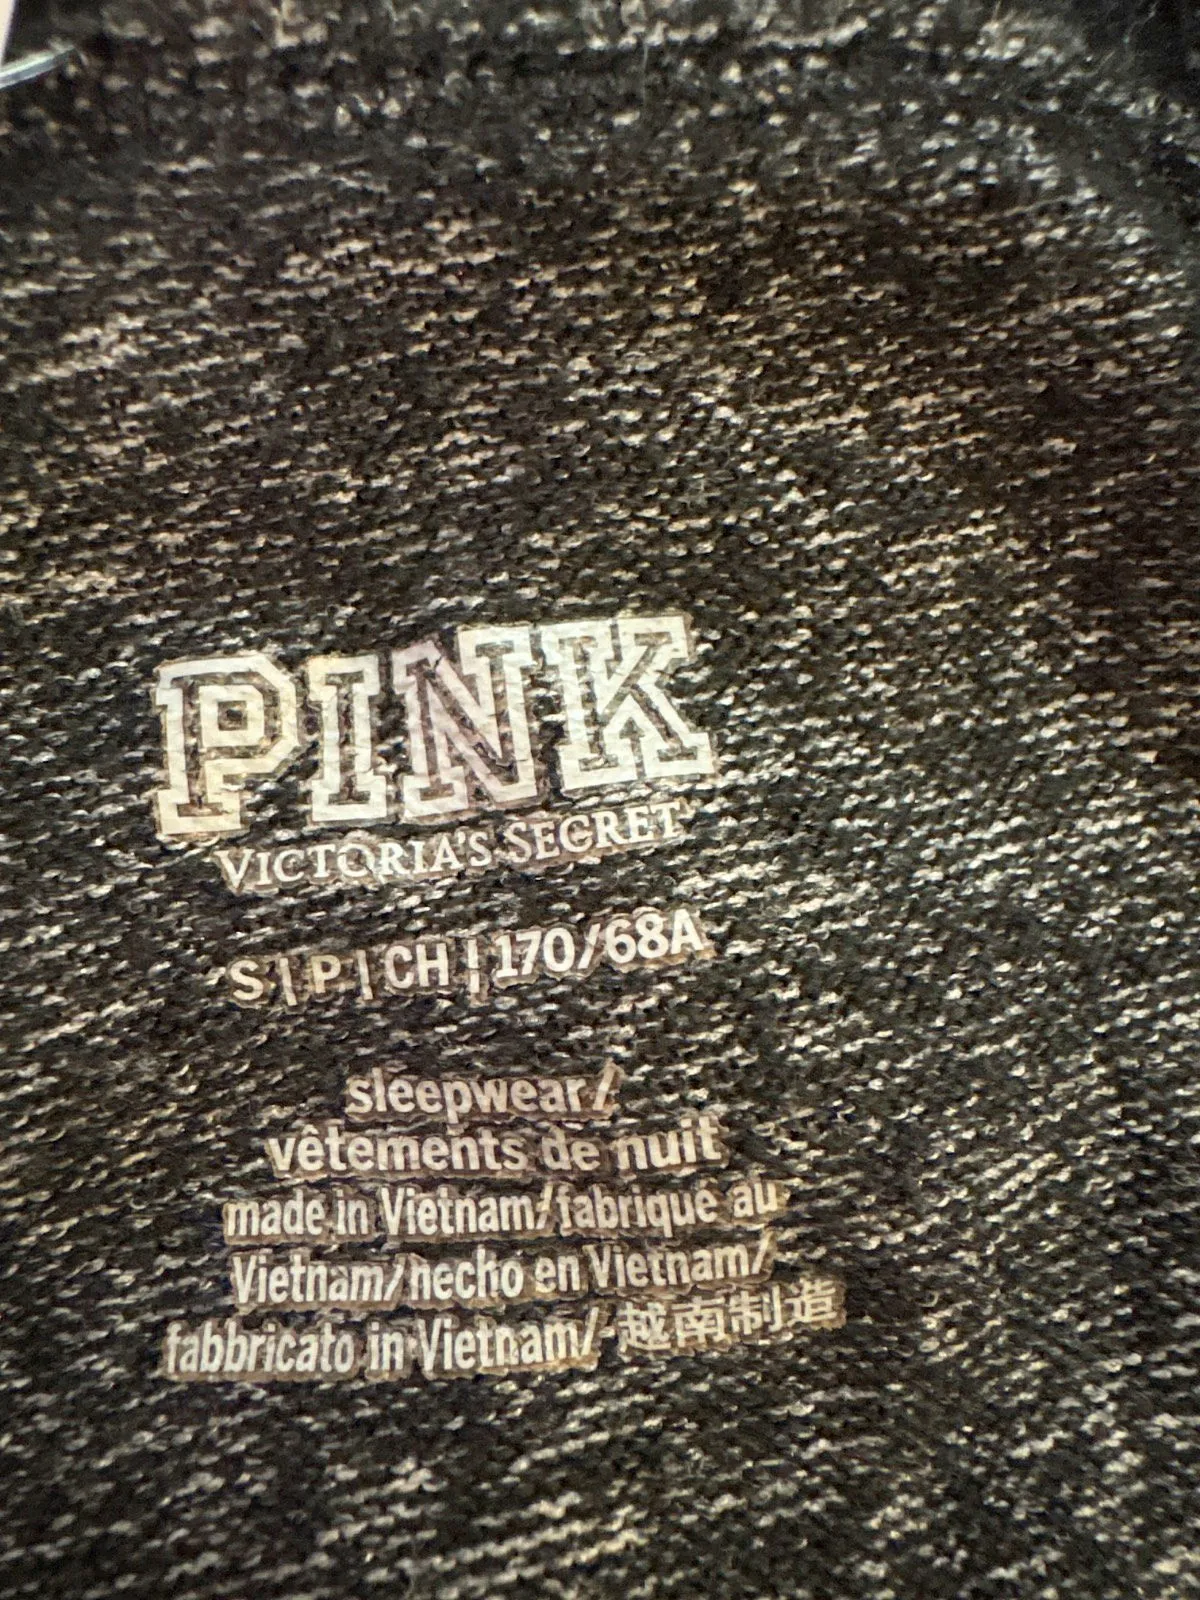 PINK
VICTORIA'S SECRET
S | P | CH | 170/68A
sleepwear/
vêtements de nuit
made in Vietnam/fabriqué au
Vietnam/hecho en Vietnam/
fabbricato in Vietnam/越南制造